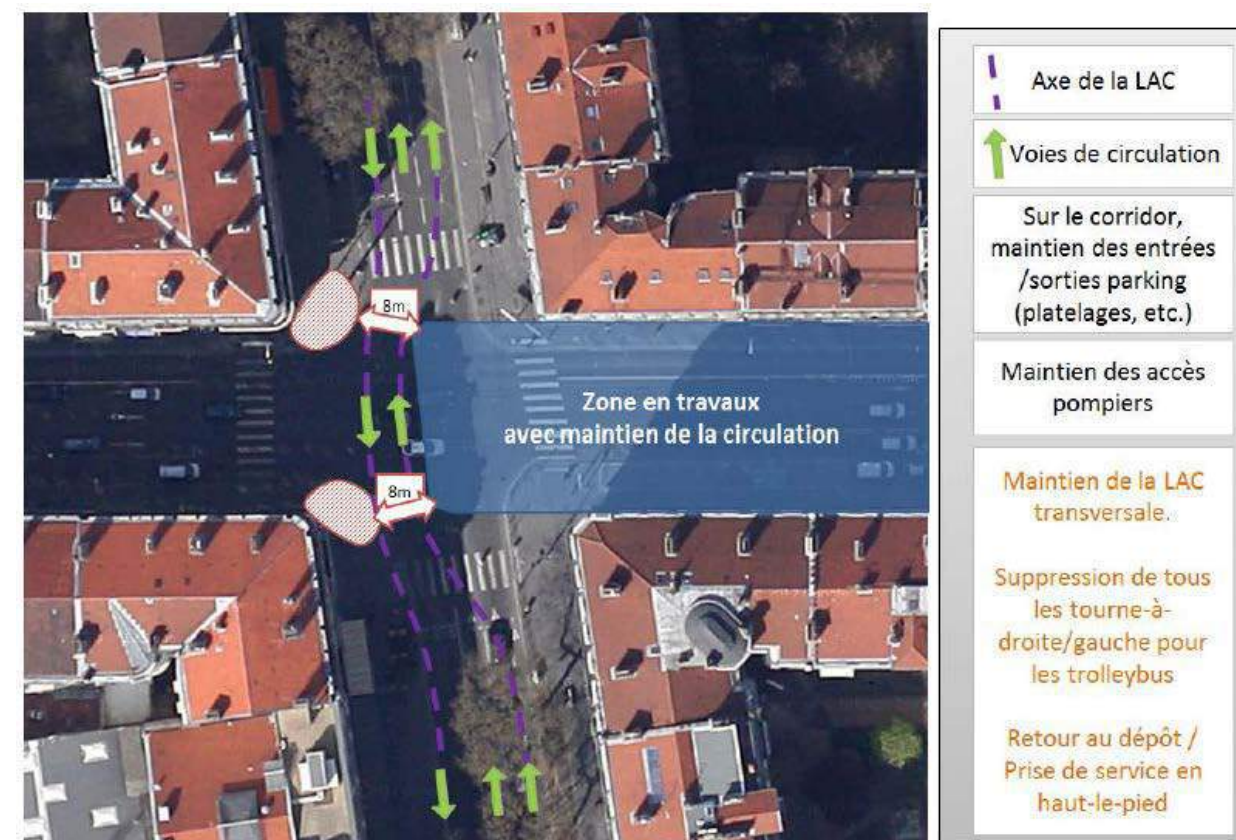 8m
Zone en travaux
avec maintien de la circulation
8m
Axe de la LAC
Voies de circulation
Sur le corridor,
maintien des entrées
/sorties parking
(platelages, etc.)
Maintien des accès
pompiers
Maintien de la LAC
transversale.
Suppression de tous
les tourne-à-
droite/gauche pour
les trolleybus
Retour au dépôt /
Prise de service en
haut-le-pied